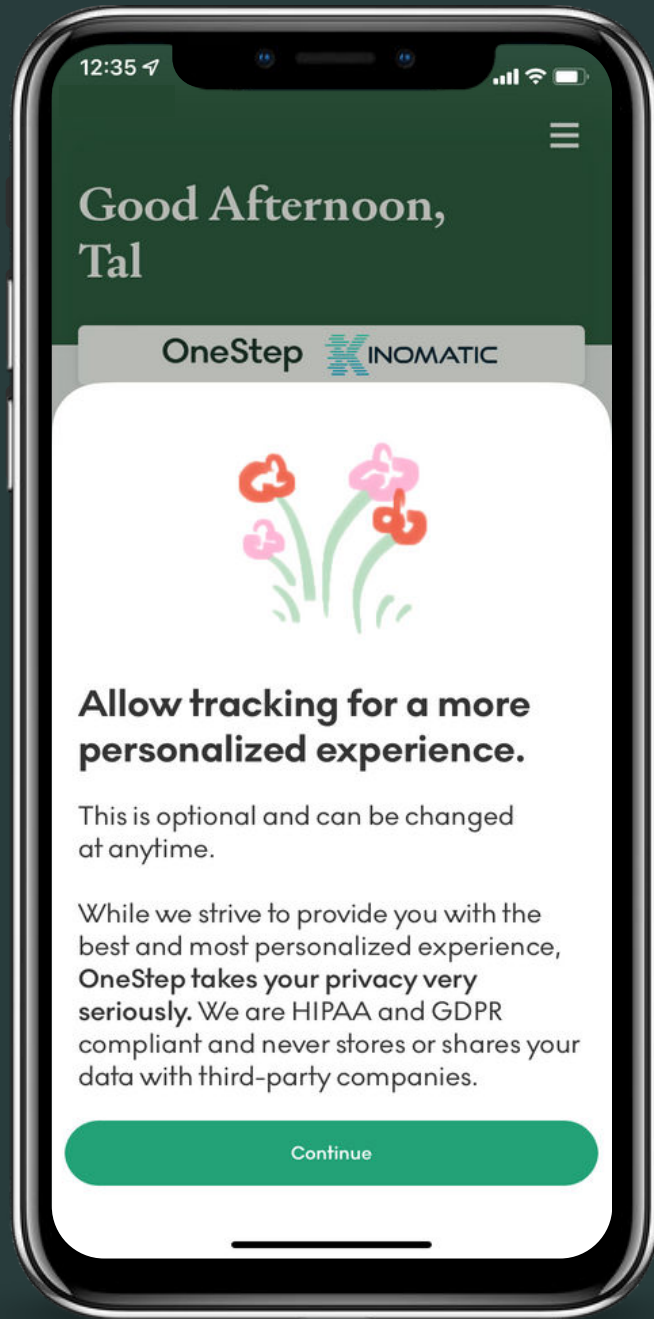 12:35
Good Afternoon,
Tal
OneStep XINOMATIC
Allow tracking for a more
personalized experience.
This is optional and can be changed
at anytime.
While we strive to provide you with the
best and most personalized experience,
OneStep takes your privacy very
seriously. We are HIPAA and GDPR
compliant and never stores or shares your
data with third-party companies.
Continue